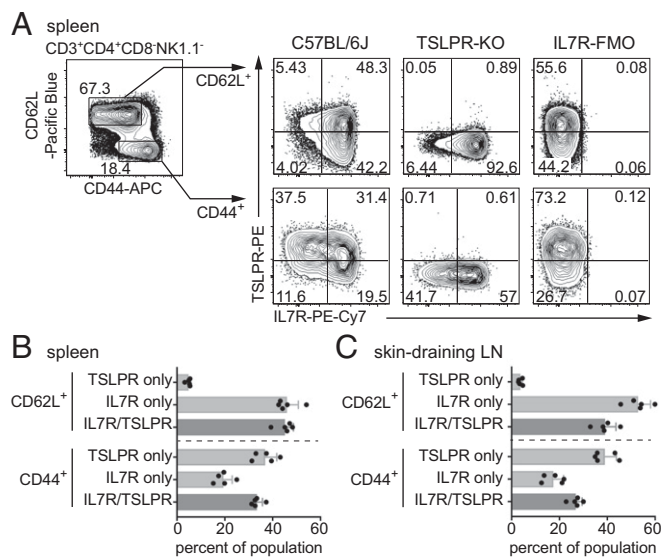 A spleen
CD3+CD4+CD8-NK1.1-
C57BL/6J TSLPR-KO IL7R-FMO
CD62L
-Pacific Blue
67.3
18.4
CD44-APC
CD62L+
CD44+
5.43 48.3 0.05 0.89 55.6 0.08
4.02 42.2 6.44 92.6 44.2 0.06
37.5 31.4 0.71 0.61 73.2 0.12
11.6 19.5 41.7 57 26.7 0.07
TSLPR-PE
IL7R-PE-Cy7
B spleen
CD62L+
TSLPR only
IL7R only
IL7R/TSLPR
CD44+
TSLPR only
IL7R only
IL7R/TSLPR
0 20 40 60
percent of population
C skin-draining LN
CD62L+
TSLPR only
IL7R only
IL7R/TSLPR
CD44+
TSLPR only
IL7R only
IL7R/TSLPR
0 20 40 60
percent of population